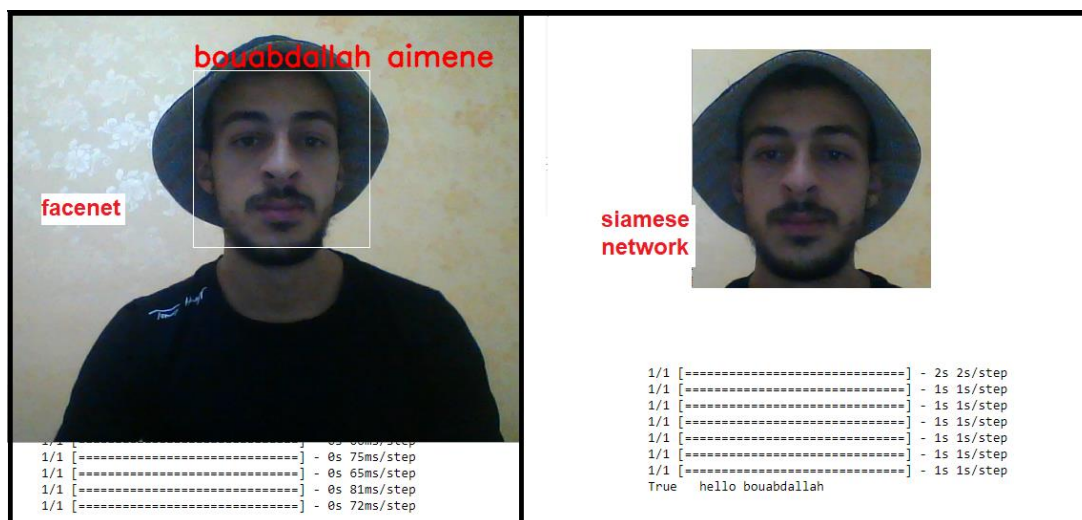 bouabdallah aimene
facenet
1/1 [==============================] - 0s 75ms/step
1/1 [==============================] - 0s 65ms/step
1/1 [==============================] - 0s 81ms/step
1/1 [==============================] - 0s 72ms/step
siamese
network
1/1 [==============================] - 2s 2s/step
1/1 [==============================] - 1s 1s/step
1/1 [==============================] - 1s 1s/step
1/1 [==============================] - 1s 1s/step
1/1 [==============================] - 1s 1s/step
1/1 [==============================] - 1s 1s/step
1/1 [==============================] - 1s 1s/step
True   hello bouabdallah